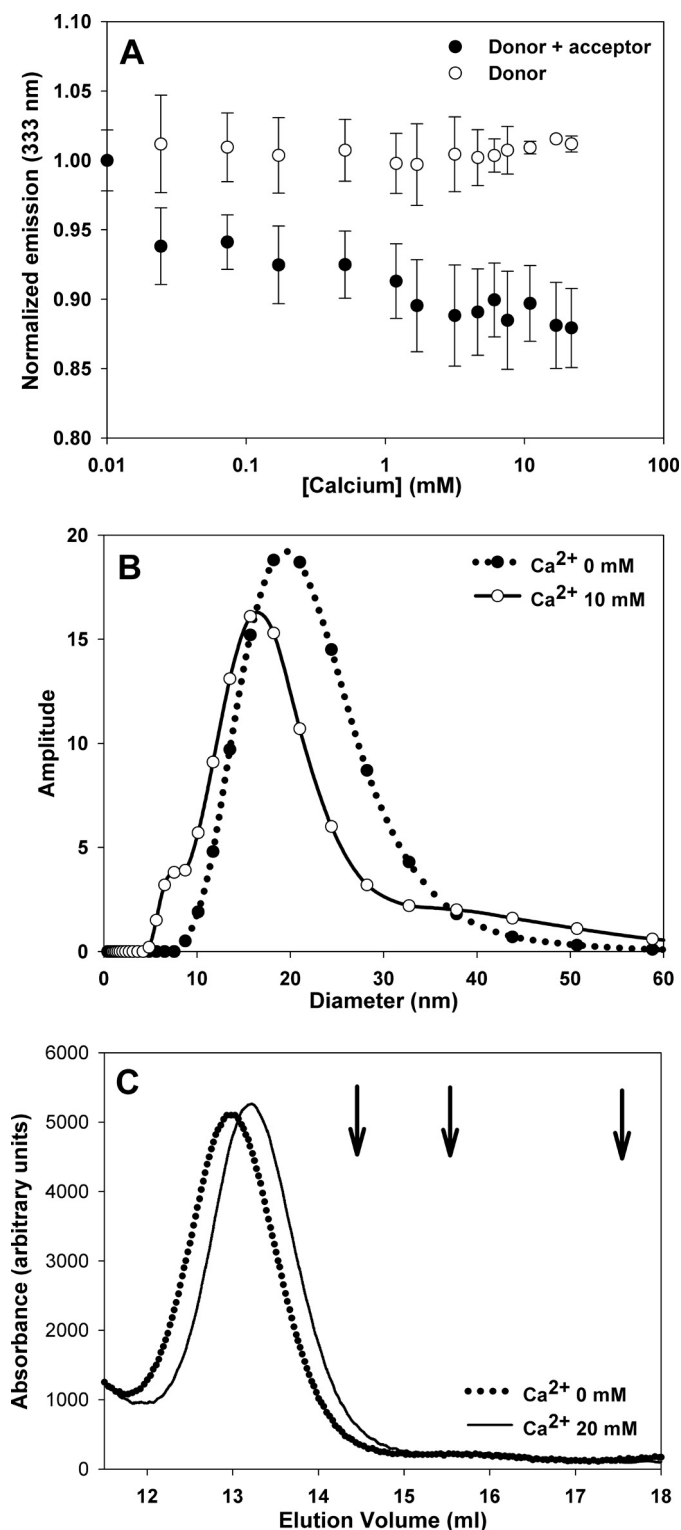 A
Donor + acceptor
Donor
Normalized emission (333 nm)
1.10
1.05
1.00
0.95
0.90
0.85
0.80
0.01 0.1 1 10 100
[Calcium] (mM)
B
Ca2+ 0 mM
Ca2+ 10 mM
Amplitude
20
15
10
5
0
0 10 20 30 40 50 60
Diameter (nm)
C
Absorbance (arbitrary units)
6000
5000
4000
3000
2000
1000
0
Ca2+ 0 mM
Ca2+ 20 mM
12 13 14 15 16 17 18
Elution Volume (ml)